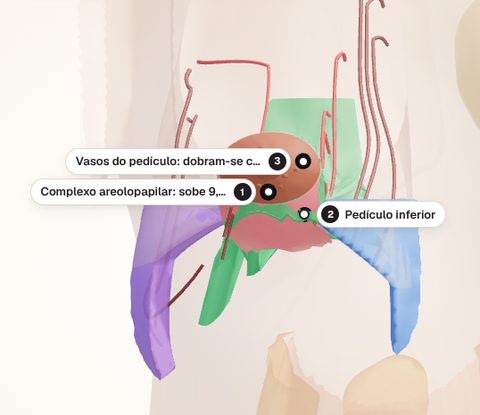 Vasos do pedículo: dobram-se c... 3
Complexo areolopapilar: sobe 9,... 1
2 Pedículo inferior